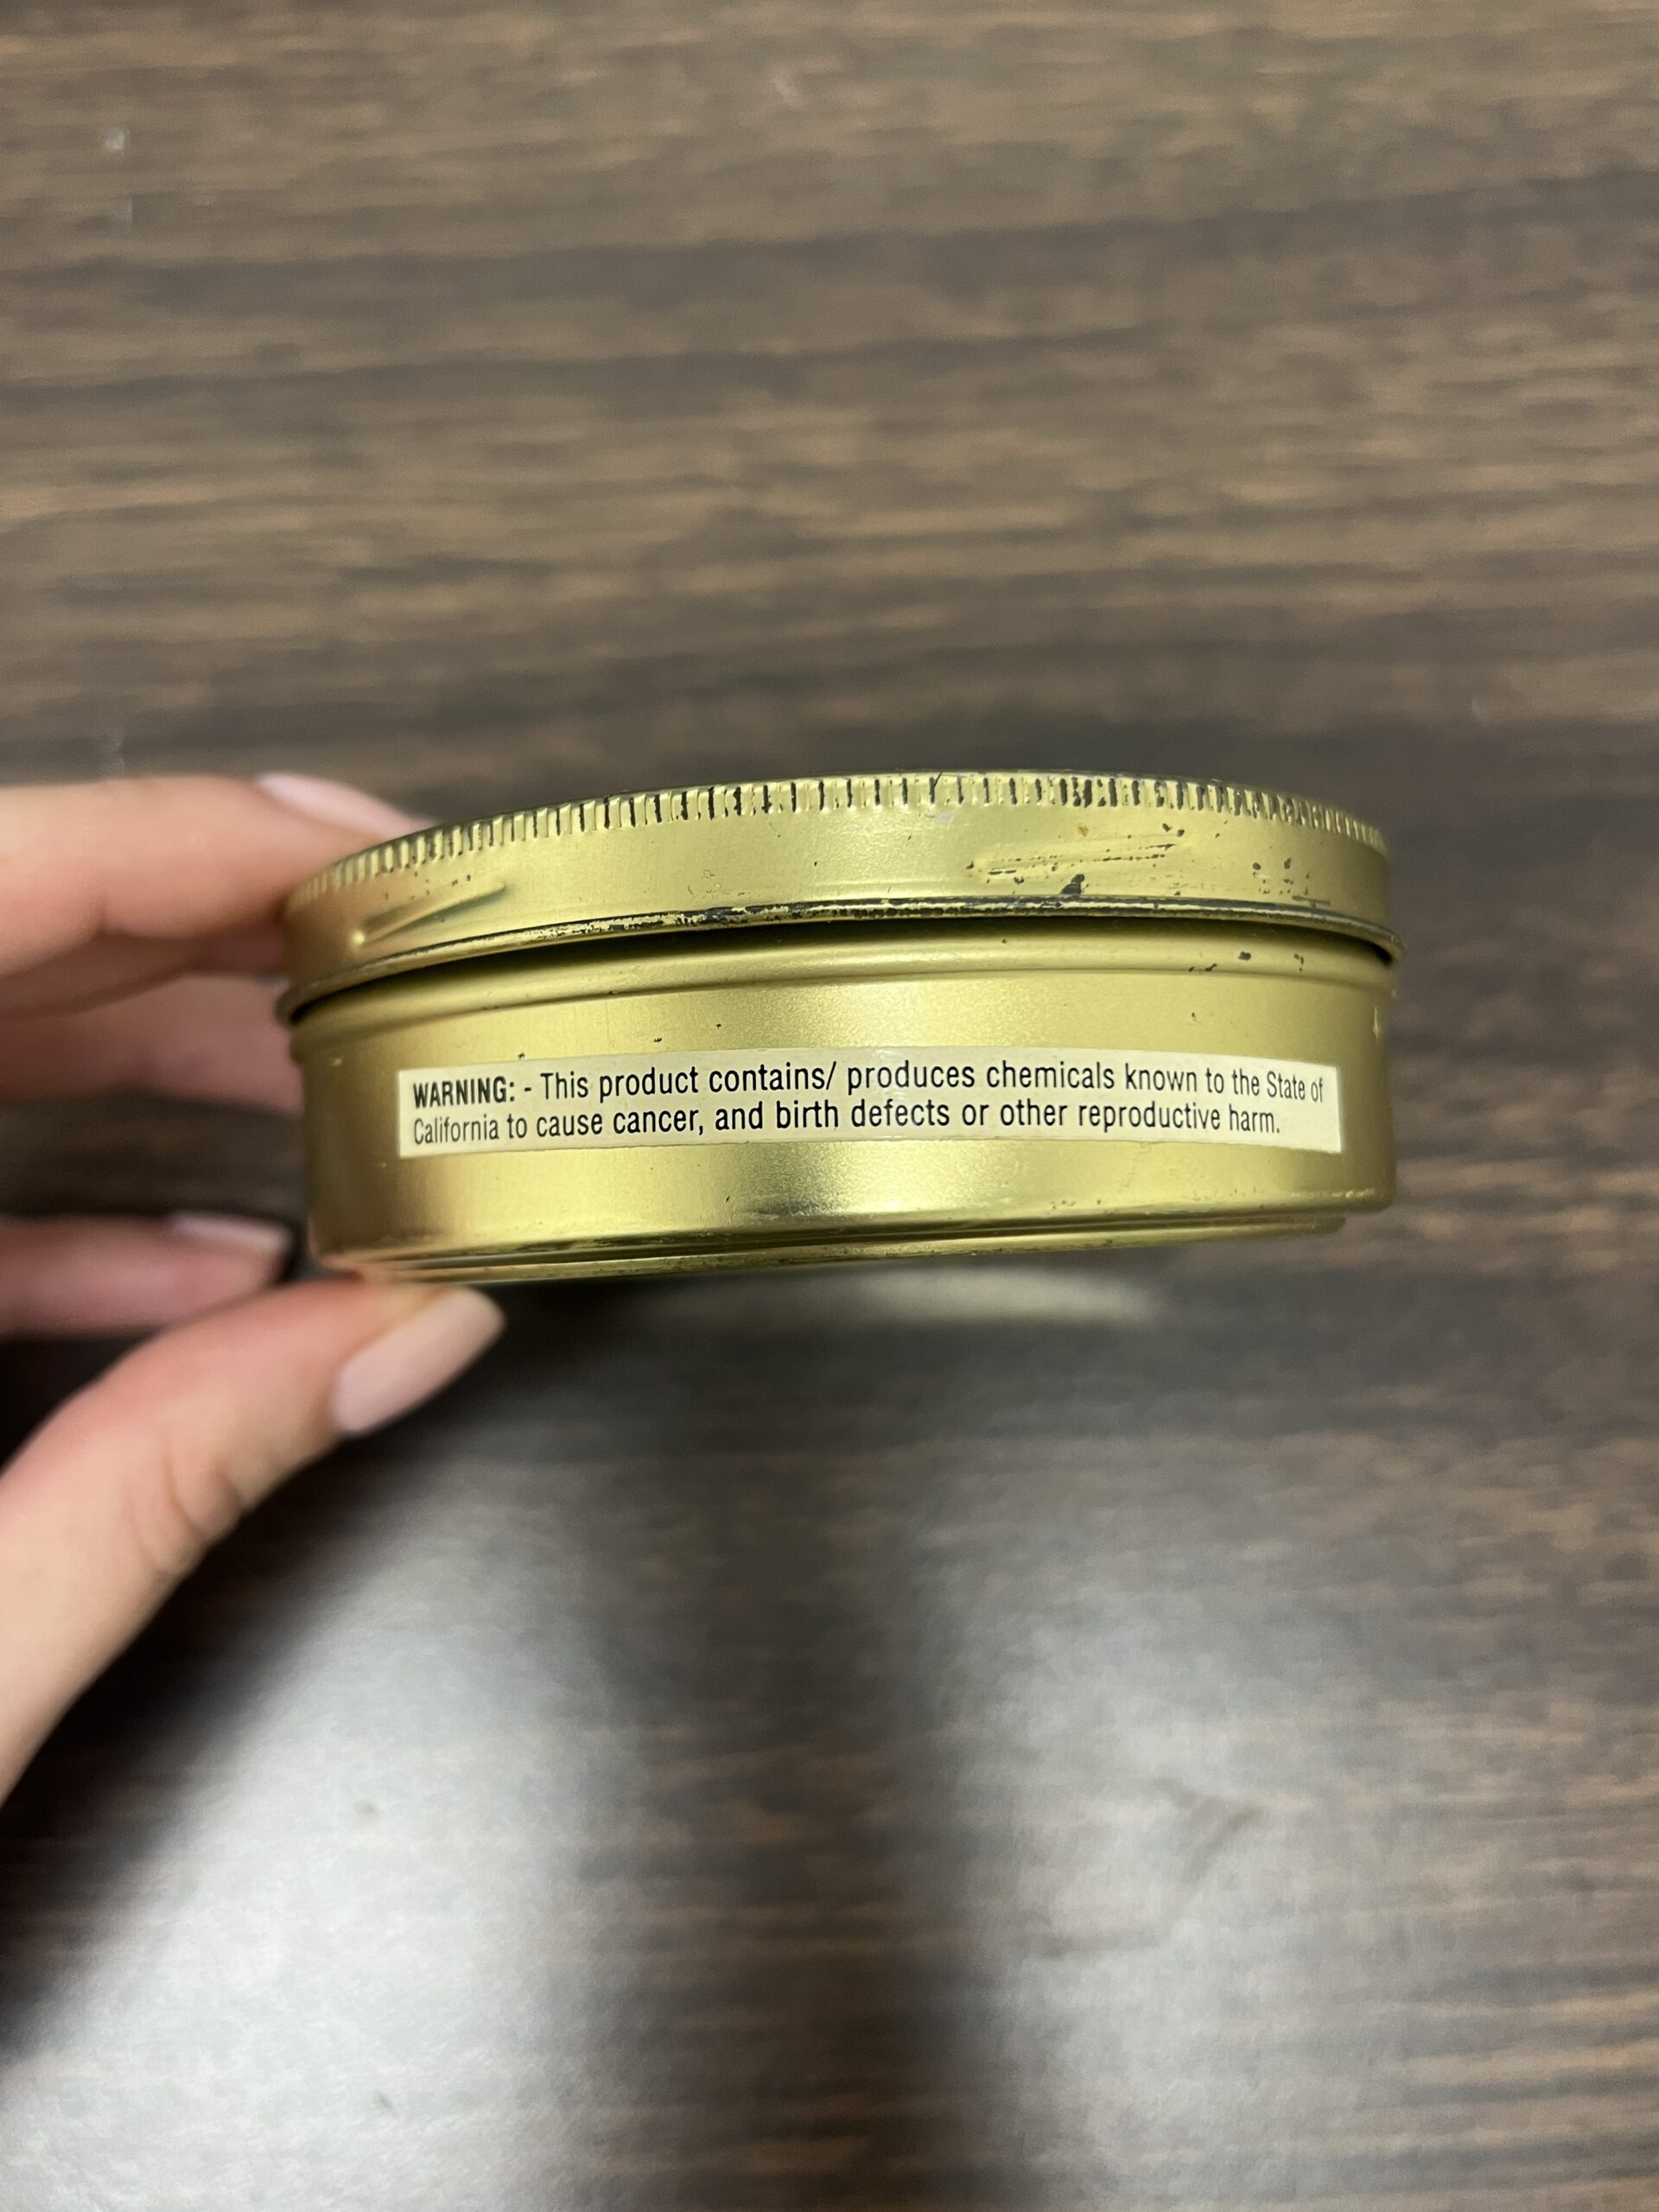 WARNING: - This product contains/ produces chemicals known to the State of
California to cause cancer, and birth defects or other reproductive harm.